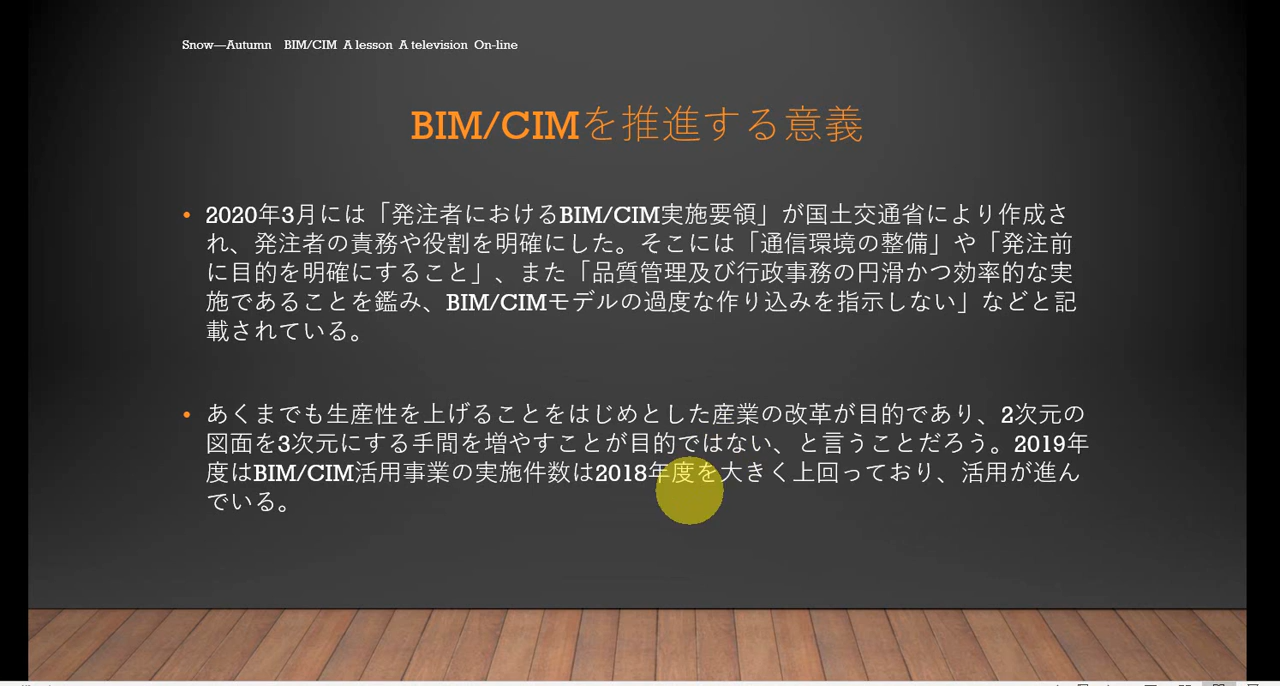 Snow—Autumn BIM/CIM A lesson A television On-line
BIM/CIMを推進する意義
• 2020年3月には「発注者におけるBIM/CIM実施要領」が国土交通省により作成さ
れ、発注者の責務や役割を明確にした。そこには「通信環境の整備」や「発注前
に目的を明確にすること」、また「品質管理及び行政事務の円滑かつ効率的な実
施であることを鑑み、BIM/CIMモデルの過度な作り込みを指示しない」などと記
載されている。
• あくまでも生産性を上げることをはじめとした産業の改革が目的であり、2次元の
図面を3次元にする手間を増やすことが目的ではない、と言うことだろう。2019年
度はBIM/CIM活用事業の実施件数は2018年度を大きく上回っており、活用が進ん
でいる。